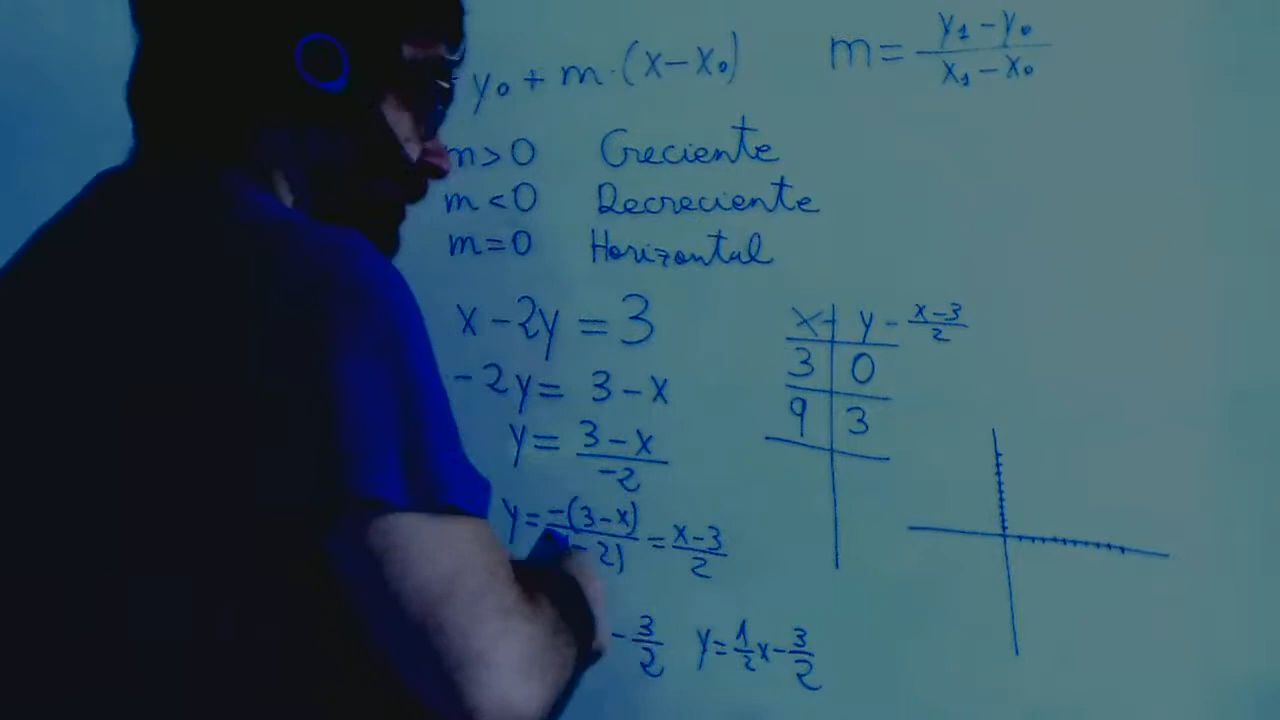 y₀ + m·(x-x₀)
m = (y₁-y₀)/(x₁-x₀)
m>0 Creciente
m<0 Decreciente
m=0 Horizontal
x-2y=3
-2y= 3-x
y= (3-x)/-2
y= -(3-x)/-(-2) = (x-3)/2
-3/2 y=1/2x-3/2
x y = (x-3)/2
3 0
9 3